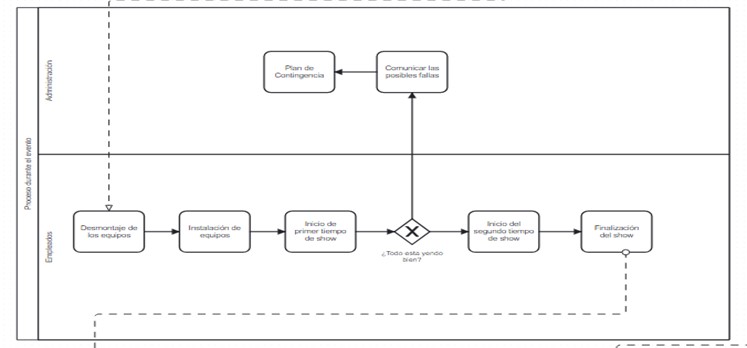 Proceso durante el evento
Administración
Plan de
Contingencia
Comunicar las
posibles fallas
Empleados
Desmontaje de
los equipos
Instalación de
equipos
Inicio de
primer tiempo
de show
¿Todo esta yendo
bien?
Inicio del
segundo tiempo
de show
Finalización
del show